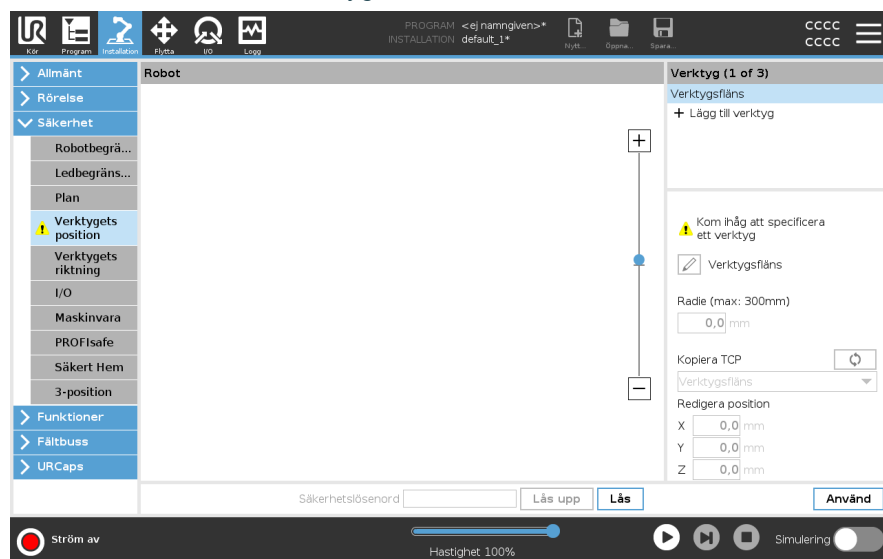 PROGRAM <ej namngiven>*
INSTALLATION default_1*
Kör
Program
Installation
Flytta
I/O
Logg
Nytt...
Öppna...
Spara...
cccc
cccc
Allmänt
Rörelse
Säkerhet
Robotbegrä...
Ledbegräns...
Plan
Verktygets
position
Verktygets
riktning
I/O
Maskinvara
PROFIsafe
Säkert Hem
3-position
Funktioner
Fältbuss
URCaps
Robot
Verktyg (1 of 3)
Verktygsfläns
+ Lägg till verktyg
Kom ihåg att specificera
ett verktyg
Verktygsfläns
Radie (max: 300mm)
0,0 mm
Kopiera TCP
Verktygsfläns
Redigera position
X 0,0 mm
Y 0,0 mm
Z 0,0 mm
Säkerhetslösenord
Lås upp
Lås
Använd
Ström av
Hastighet 100%
Simulering